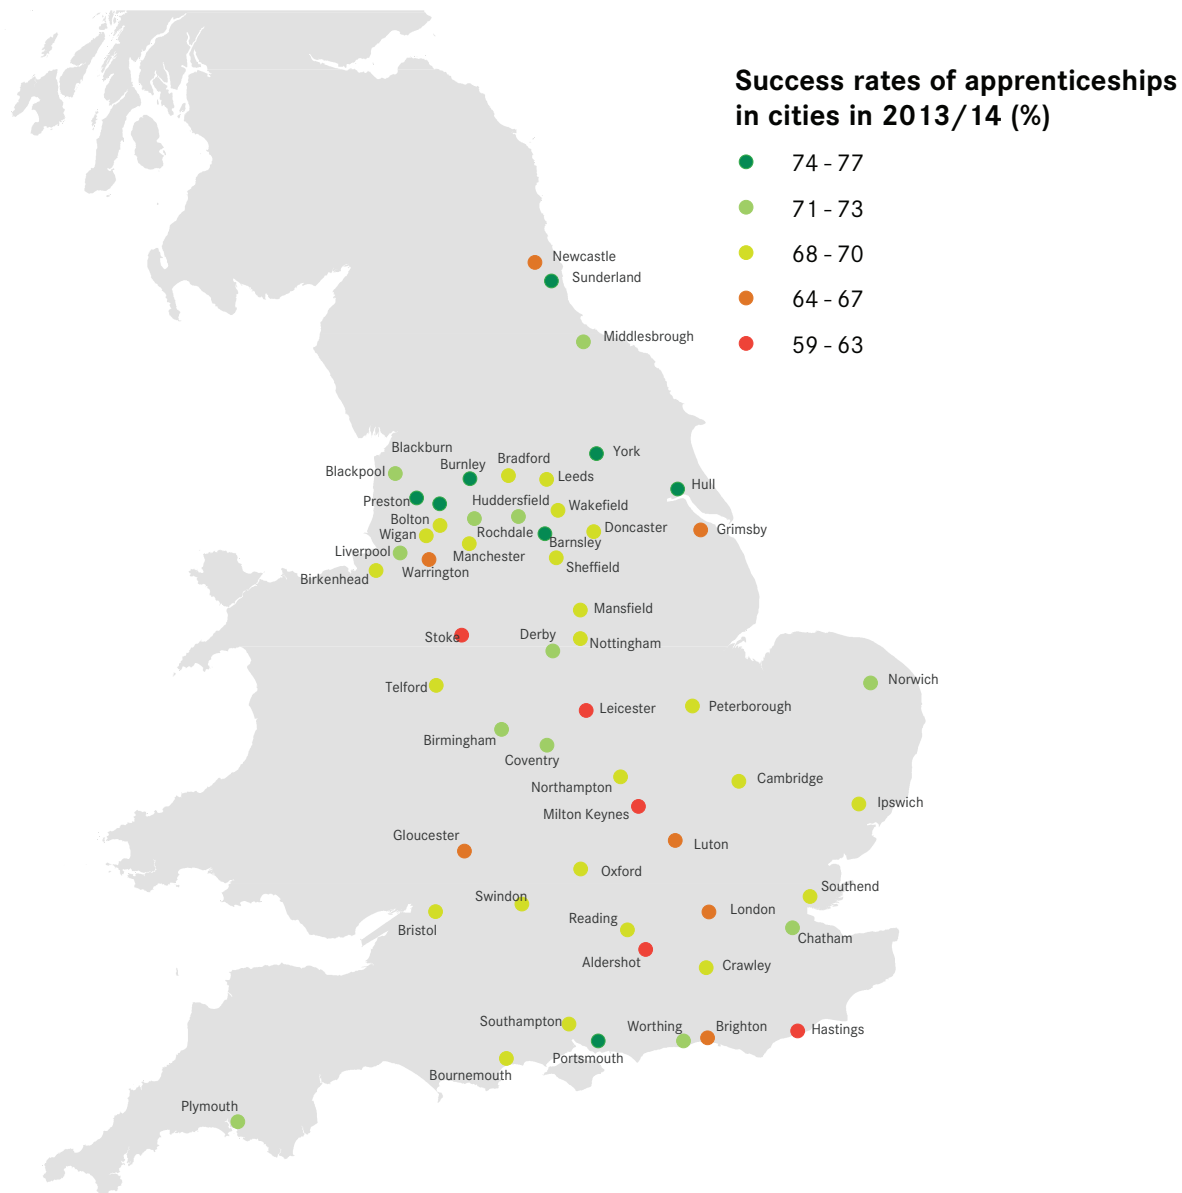 Success rates of apprenticeships
in cities in 2013/14 (%)
74 - 77
71 - 73
68 - 70
64 - 67
59 - 63
Newcastle
Sunderland
Middlesbrough
Blackburn
York
Bradford
Burnley
Blackpool
Leeds
Hull
Preston
Huddersfield
Wakefield
Bolton
Doncaster
Grimsby
Wigan
Rochdale
Barnsley
Liverpool
Manchester
Warrington
Sheffield
Birkenhead
Mansfield
Stoke
Derby
Nottingham
Norwich
Telford
Leicester
Peterborough
Birmingham
Coventry
Cambridge
Northampton
Ipswich
Milton Keynes
Gloucester
Luton
Oxford
Southend
Swindon
London
Reading
Bristol
Chatham
Aldershot
Crawley
Southampton
Worthing
Brighton
Hastings
Portsmouth
Bournemouth
Plymouth